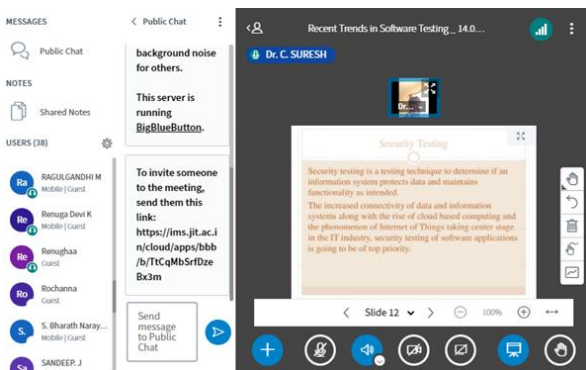 MESSAGES
Public Chat
NOTES
Shared Notes
USERS (38)
Ra
RAGULGANDHI M
Mobile | Guest
Re
Renuga Devi K
Mobile | Guest
Re
Renughaa
Guest
Ro
Rochanna
Guest
S.
S. Bharath Naray...
Mobile | Guest
Sa
SANDEEP. J
Public Chat
background noise
for others.
This server is
running
BigBlueButton.
To invite someone
to the meeting,
send them this
link:
https://ims.jit.ac.i
n/cloud/apps/bbb
/b/TtCqMbSrfDze
Bx3m
Send
message
to Public
Chat
Recent Trends in Software Testing_ 14.0...
Dr. C. SURESH
Dr...
Security Testing
Security testing is a testing technique to determine if an
information system protects data and maintains
functionality as intended.
The increased connectivity of data and information
systems along with the rise of cloud based computing and
the phenomenon of Internet of Things taking center stage
in the IT industry, security testing of software applications
is going to be of top priority.
Slide 12
100%